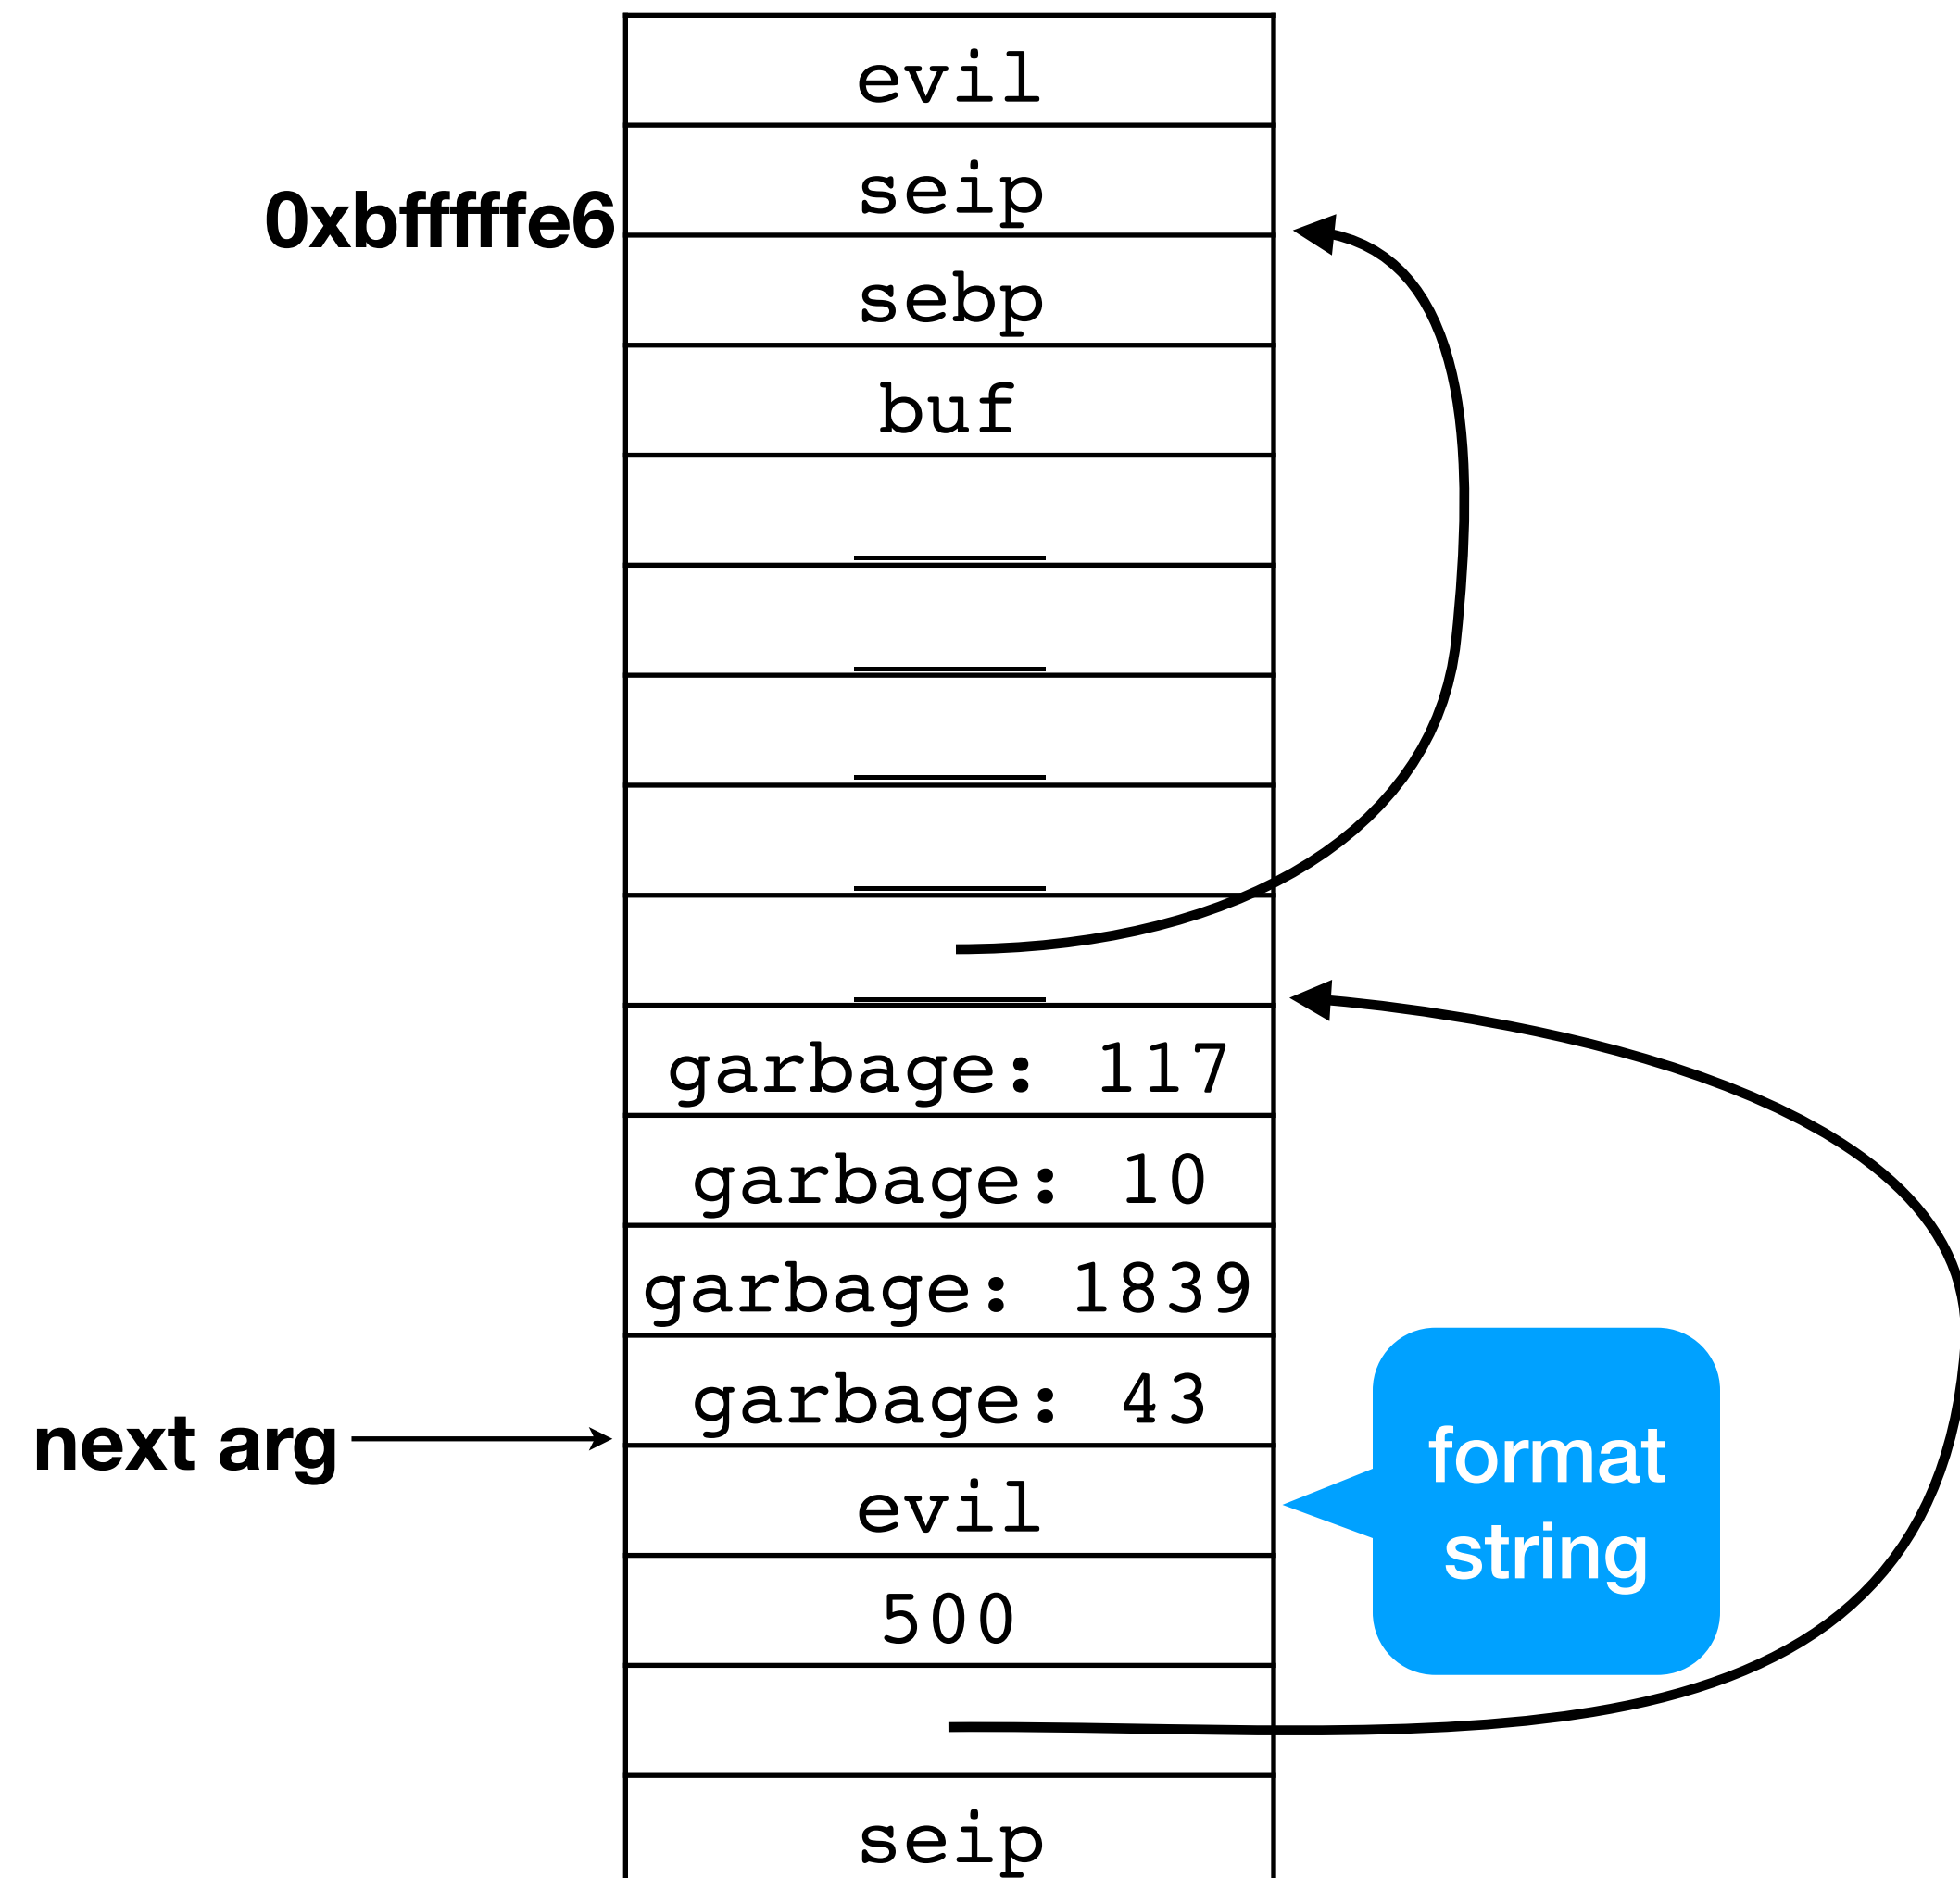 evil
seip
0xbfffffe6
sebp
buf
garbage: 117
garbage: 10
garbage: 1839
garbage: 43
next arg
evil
format
string
500
seip